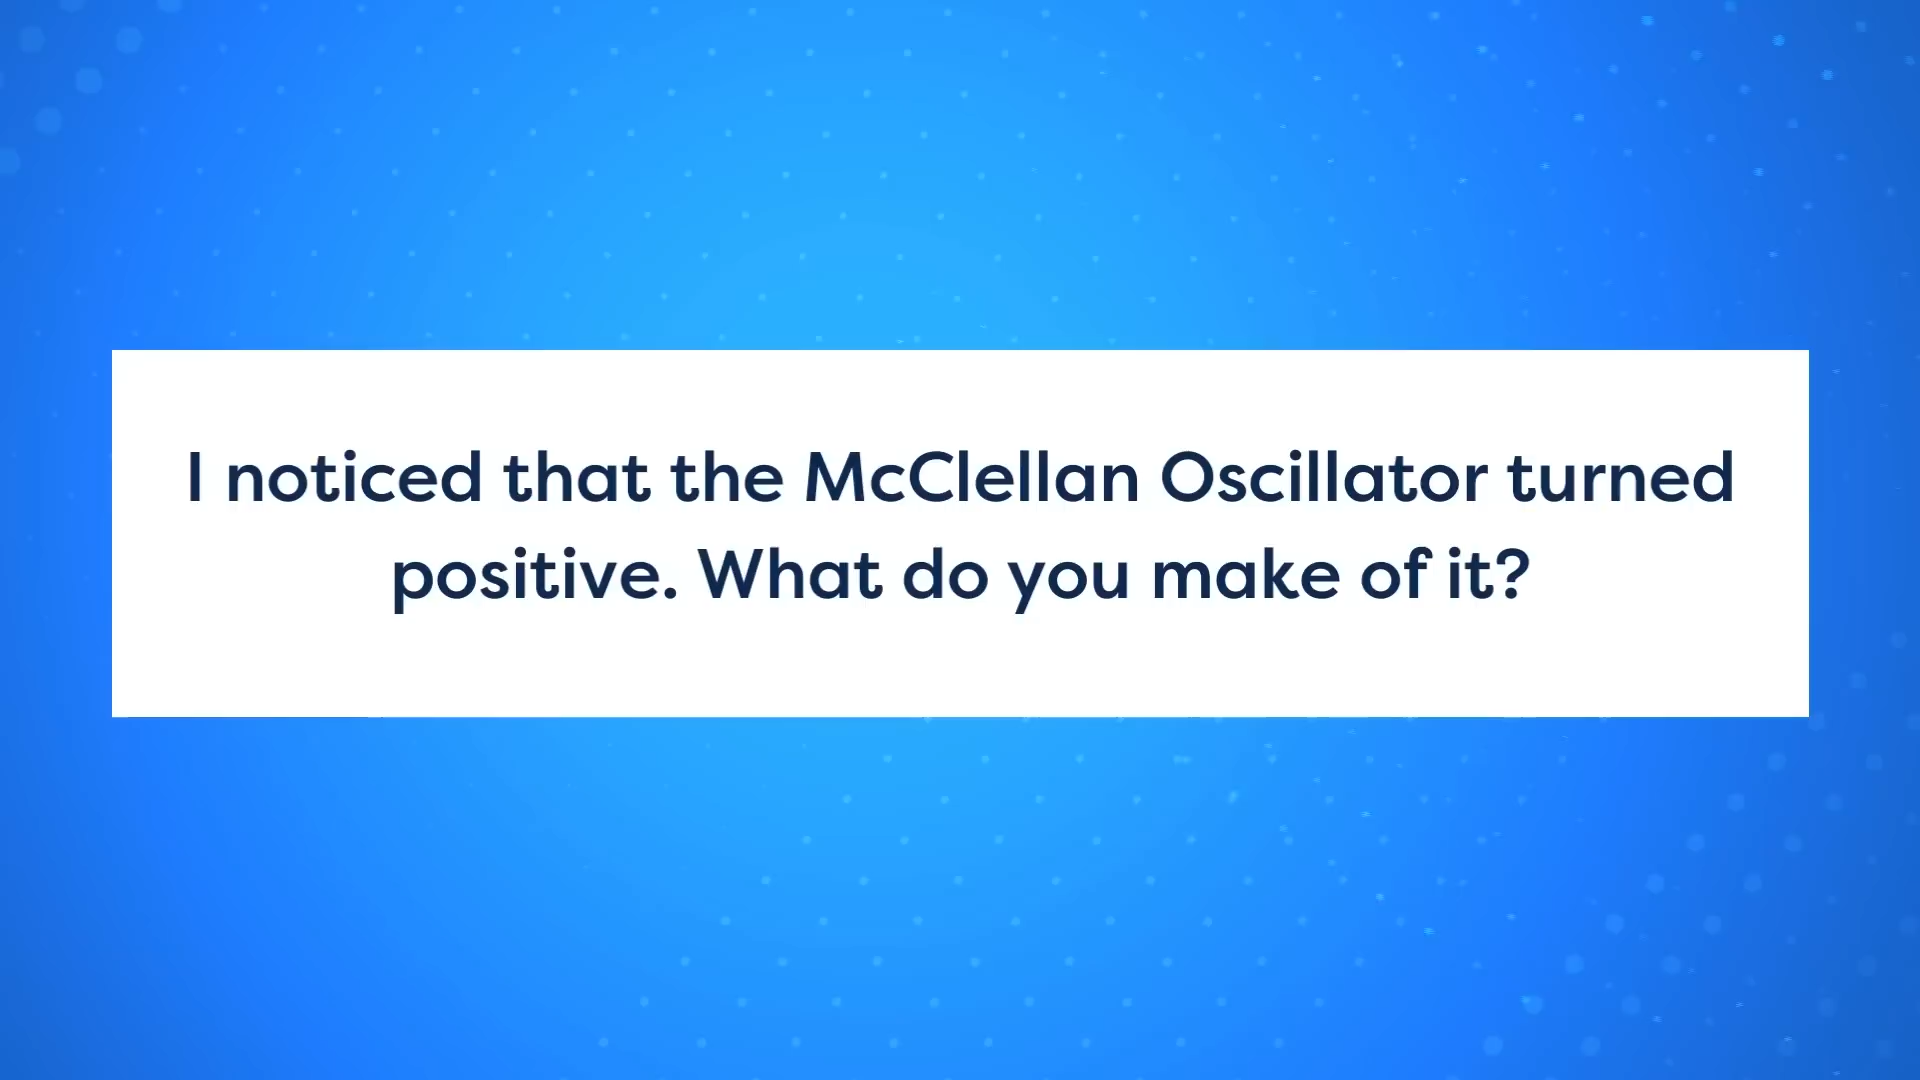 I noticed that the McClellan Oscillator turned
positive. What do you make of it?